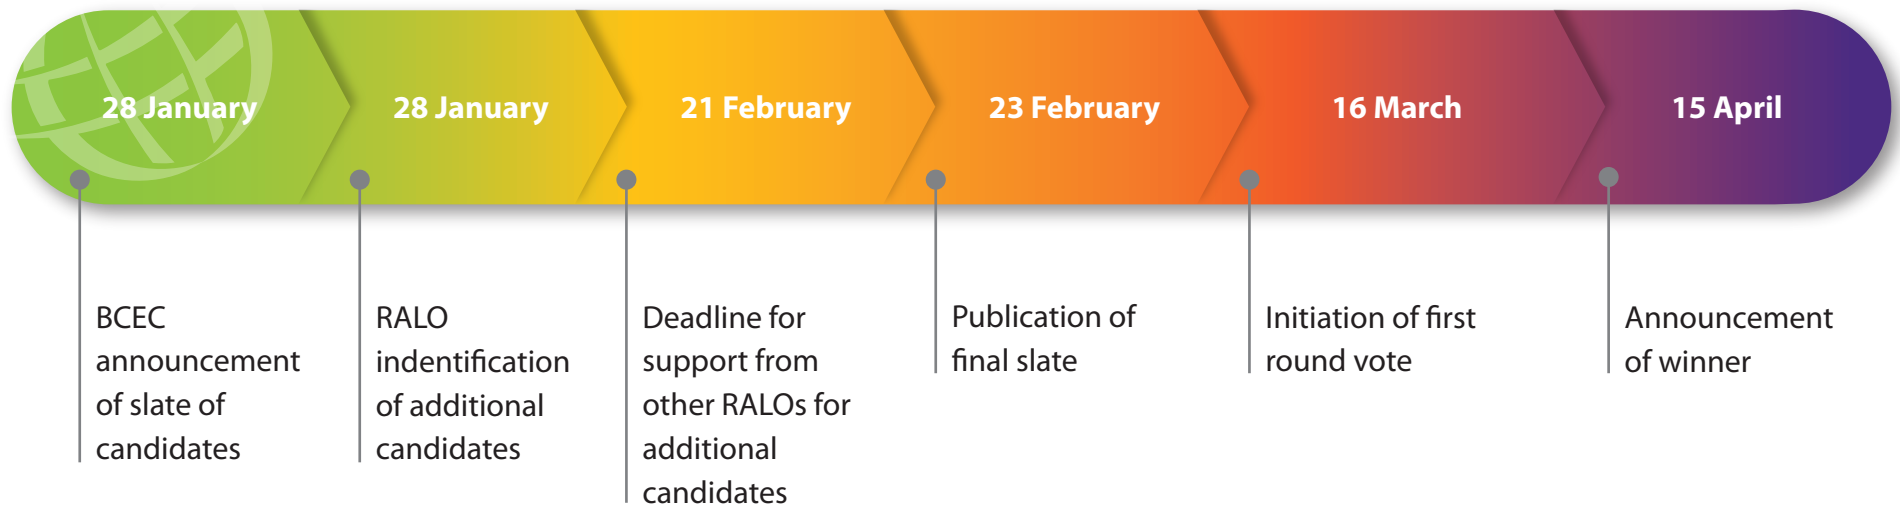 28 January
28 January
21 February
23 February
16 March
15 April
BCEC
announcement
of slate of
candidates
RALO
indentification
of additional
candidates
Deadline for
support from
other RALOs for
additional
candidates
Publication of
final slate
Initiation of first
round vote
Announcement
of winner